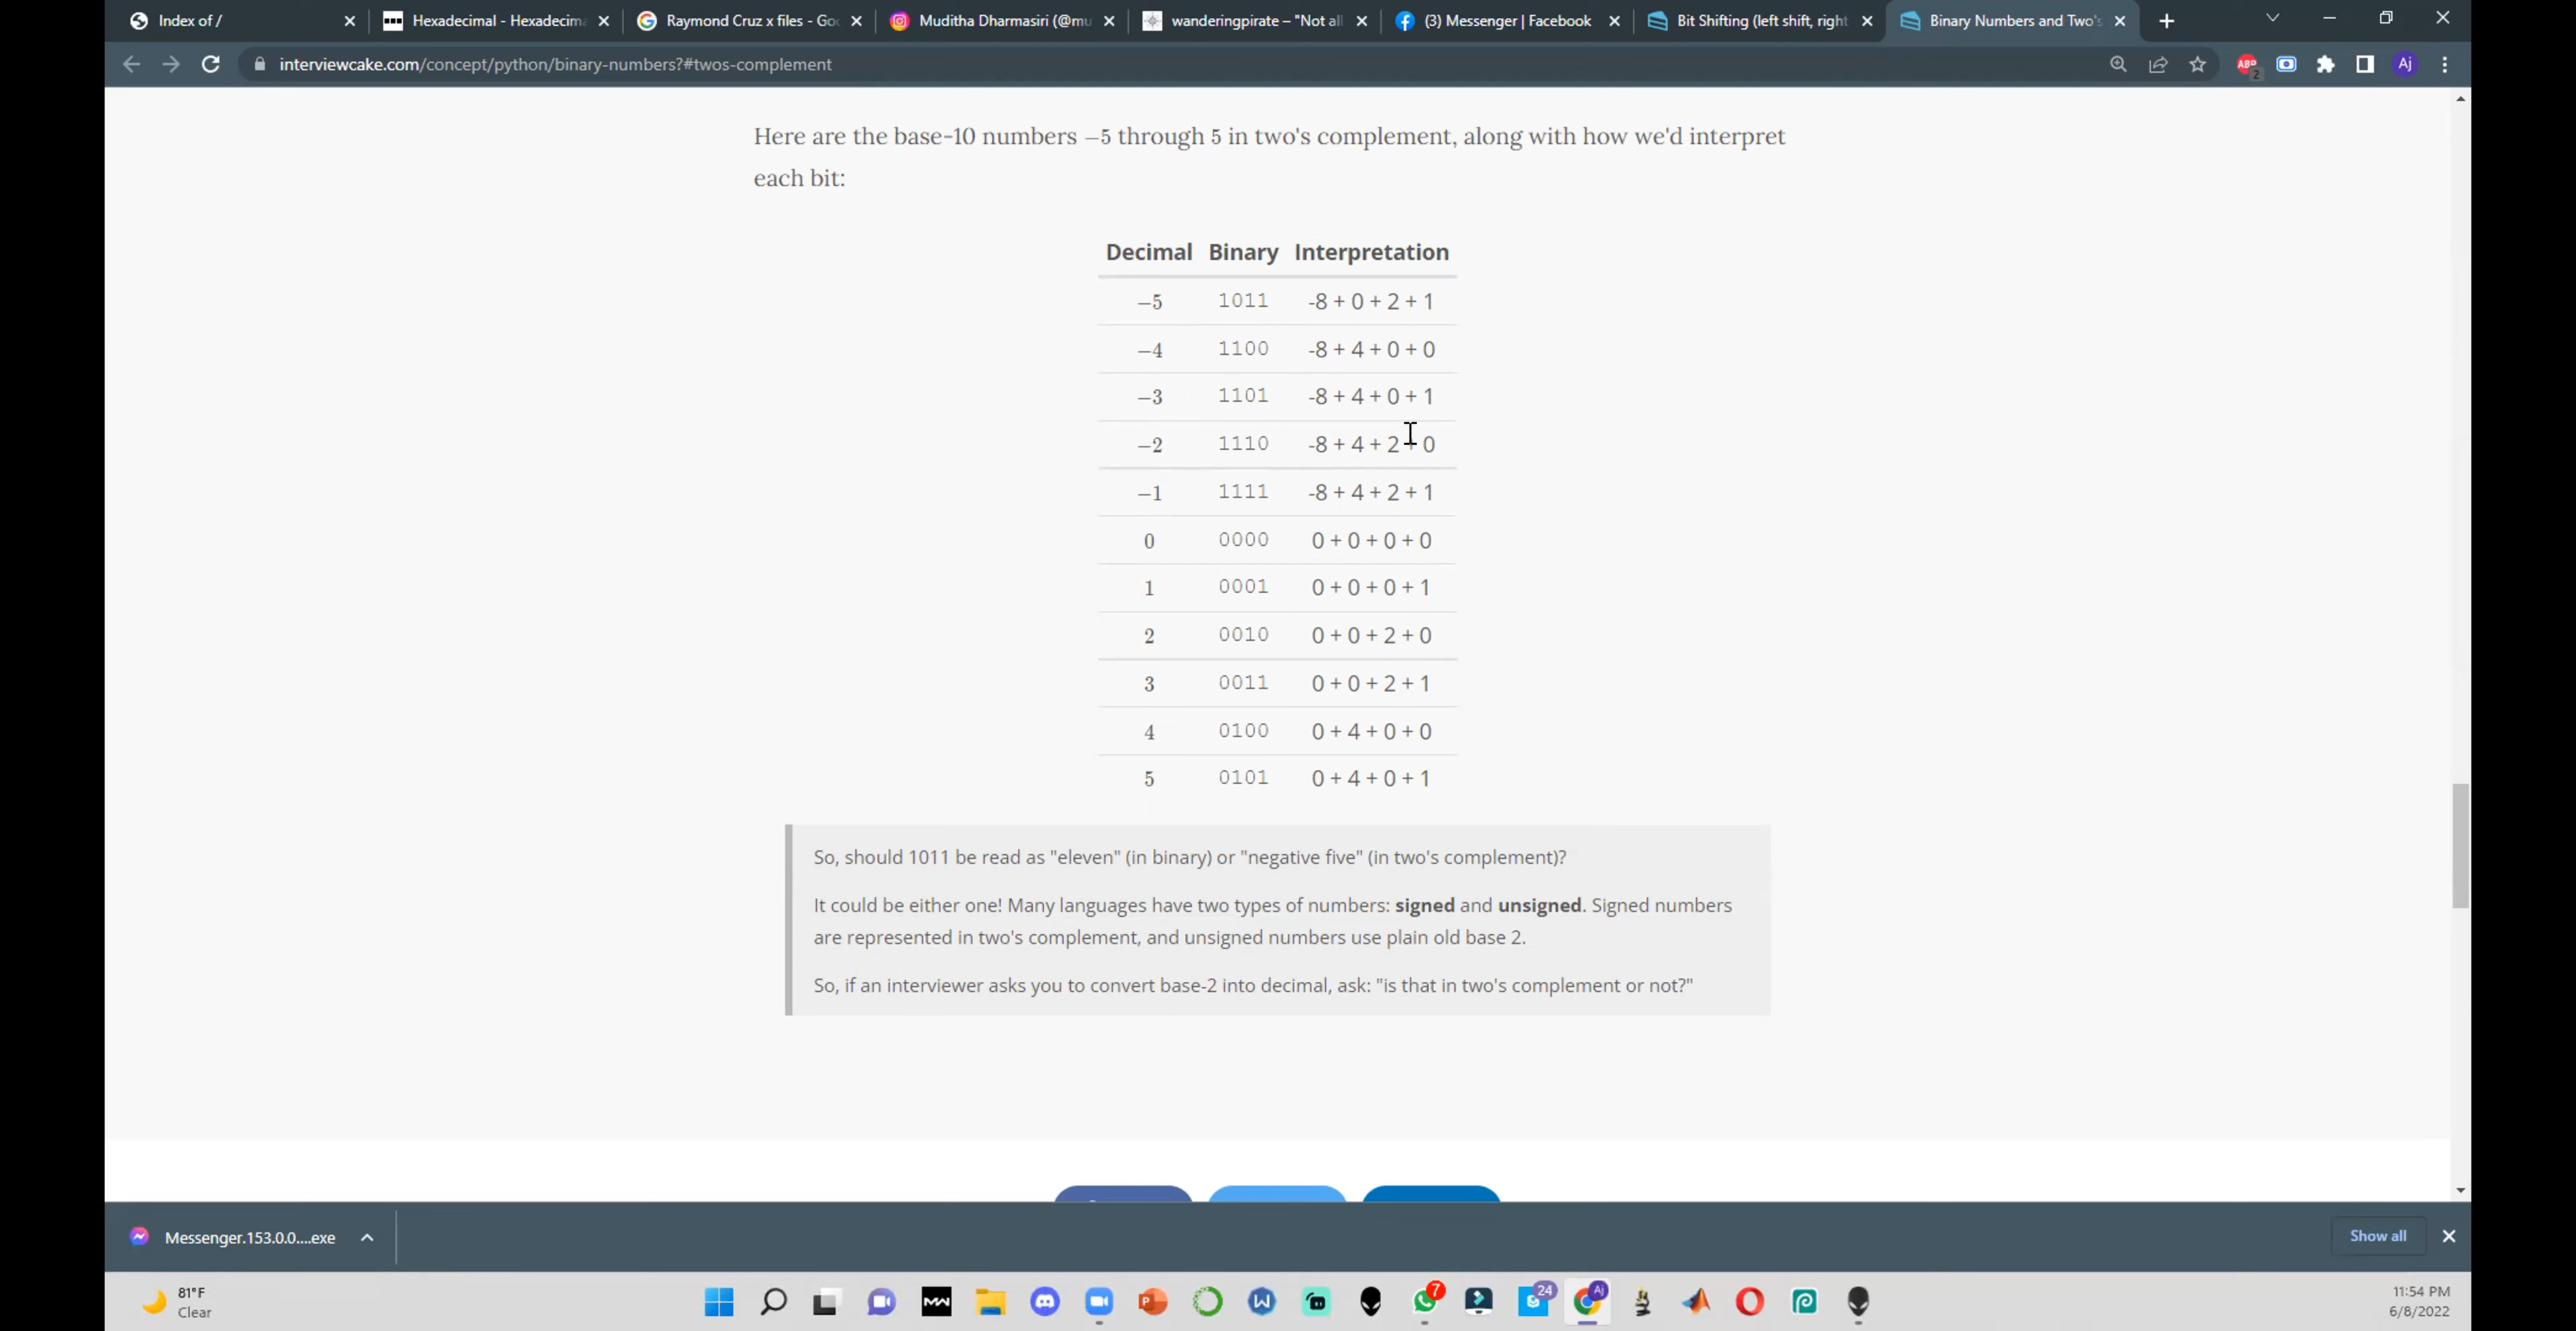 Index of /
Hexadecimal - Hexadecima
Raymond Cruz x files - Goo
Muditha Dharmasiri (@mu
wanderingpirate – "Not all
(3) Messenger | Facebook
Bit Shifting (left shift, right
Binary Numbers and Two's
interviewcake.com/concept/python/binary-numbers?#twos-complement
ABP
2
Aj
Here are the base-10 numbers −5 through 5 in two's complement, along with how we'd interpret
each bit:
Decimal Binary Interpretation
−5 1011 -8 + 0 + 2 + 1
−4 1100 -8 + 4 + 0 + 0
−3 1101 -8 + 4 + 0 + 1
−2 1110 -8 + 4 + 2 + 0
−1 1111 -8 + 4 + 2 + 1
0 0000 0 + 0 + 0 + 0
1 0001 0 + 0 + 0 + 1
2 0010 0 + 0 + 2 + 0
3 0011 0 + 0 + 2 + 1
4 0100 0 + 4 + 0 + 0
5 0101 0 + 4 + 0 + 1
So, should 1011 be read as "eleven" (in binary) or "negative five" (in two's complement)?
It could be either one! Many languages have two types of numbers: signed and unsigned. Signed numbers
are represented in two's complement, and unsigned numbers use plain old base 2.
So, if an interviewer asks you to convert base-2 into decimal, ask: "is that in two's complement or not?"
Messenger.153.0.0....exe
Show all
81°F
Clear
MW
P
W
7
24
Aj
11:54 PM
6/8/2022